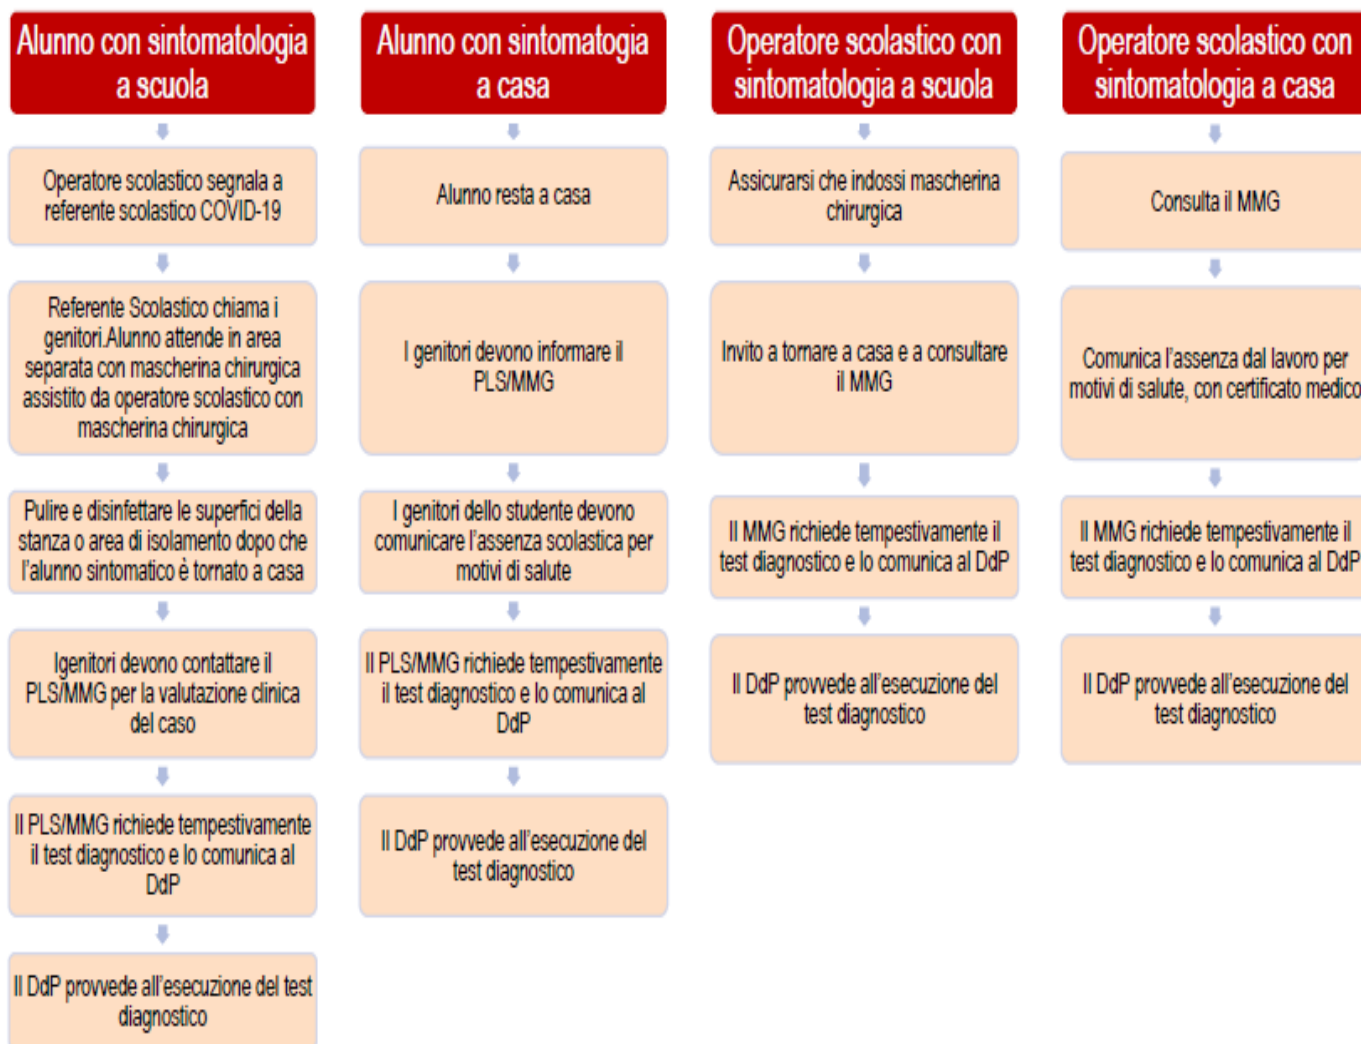 Alunno con sintomatologia
a scuola
Operatore scolastico segnala a
referente scolastico COVID-19
Referente Scolastico chiama i
genitori.Alunno attende in area
separata con mascherina chirurgica
assistito da operatore scolastico con
mascherina chirurgica
Pulire e disinfettare le superfici della
stanza o area di isolamento dopo che
l'alunno sintomatico è tornato a casa
Igenitori devono contattare il
PLS/MMG per la valutazione clinica
del caso
Il PLS/MMG richiede tempestivamente
il test diagnostico e lo comunica al
DdP
Il DdP provvede all'esecuzione del test
diagnostico
Alunno con sintomatogia
a casa
Alunno resta a casa
I genitori devono informare il
PLS/MMG
I genitori dello studente devono
comunicare l'assenza scolastica per
motivi di salute
Il PLS/MMG richiede tempestivamente
il test diagnostico e lo comunica al
DdP
Il DdP provvede all'esecuzione del
test diagnostico
Operatore scolastico con
sintomatologia a scuola
Assicurarsi che indossi mascherina
chirurgica
Invito a tornare a casa e a consultare
il MMG
Il MMG richiede tempestivamente il
test diagnostico e lo comunica al DdP
Il DdP provvede all'esecuzione del
test diagnostico
Operatore scolastico con
sintomatologia a casa
Consulta il MMG
Comunica l'assenza dal lavoro per
motivi di salute, con certificato medico
Il MMG richiede tempestivamente il
test diagnostico e lo comunica al DdP
Il DdP provvede all'esecuzione del
test diagnostico